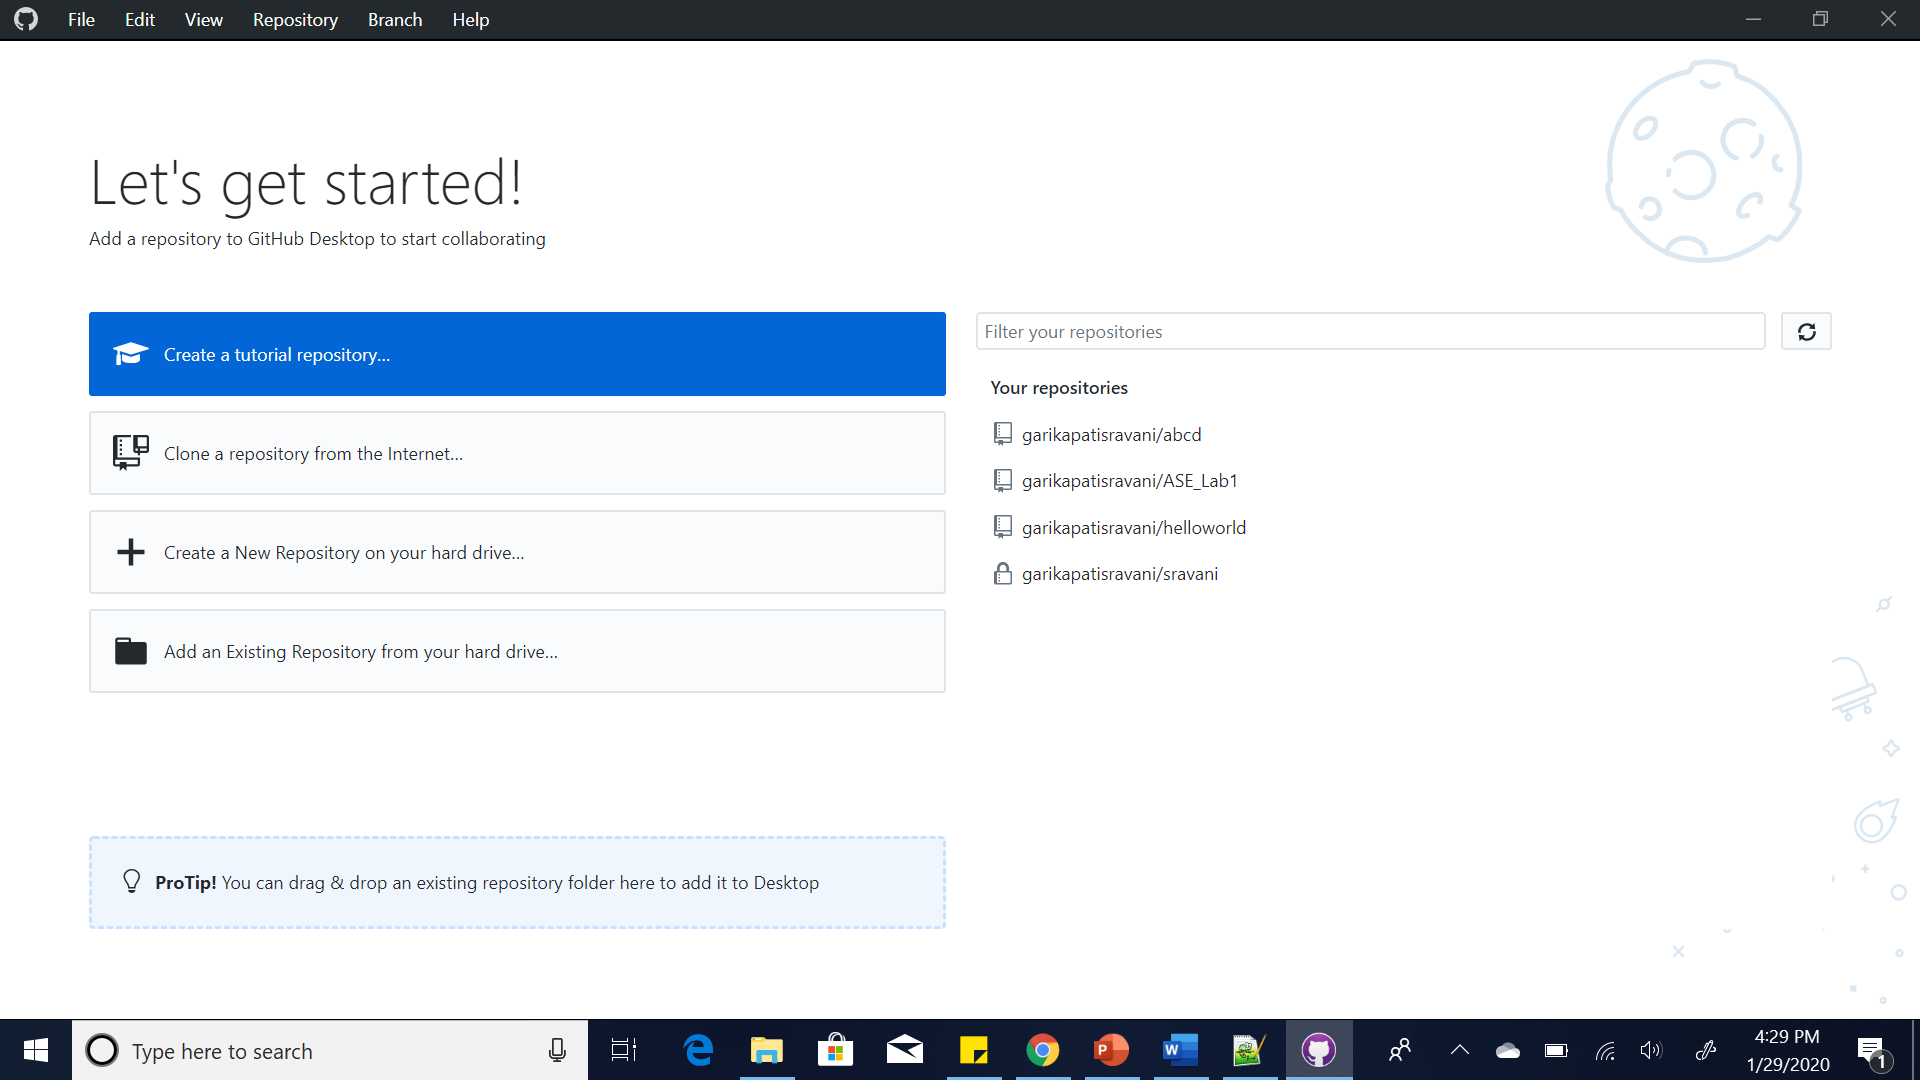 File Edit View Repository Branch Help
Let's get started!
Add a repository to GitHub Desktop to start collaborating
Create a tutorial repository...
Clone a repository from the Internet...
Create a New Repository on your hard drive...
Add an Existing Repository from your hard drive...
ProTip! You can drag & drop an existing repository folder here to add it to Desktop
Filter your repositories
Your repositories
garikapatisravani/abcd
garikapatisravani/ASE_Lab1
garikapatisravani/helloworld
garikapatisravani/sravani
Type here to search
4:29 PM
1/29/2020
1